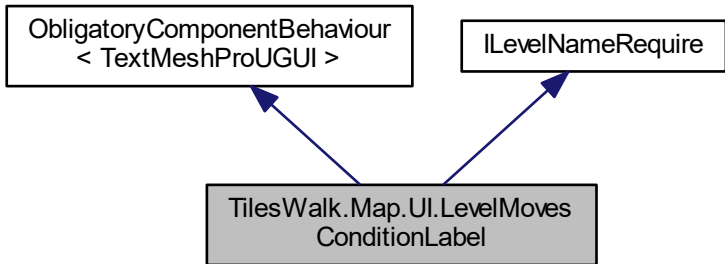 ObligatoryComponentBehaviour
< TextMeshProUGUI >
ILevelNameRequire
TilesWalk.Map.UI.LevelMoves
ConditionLabel